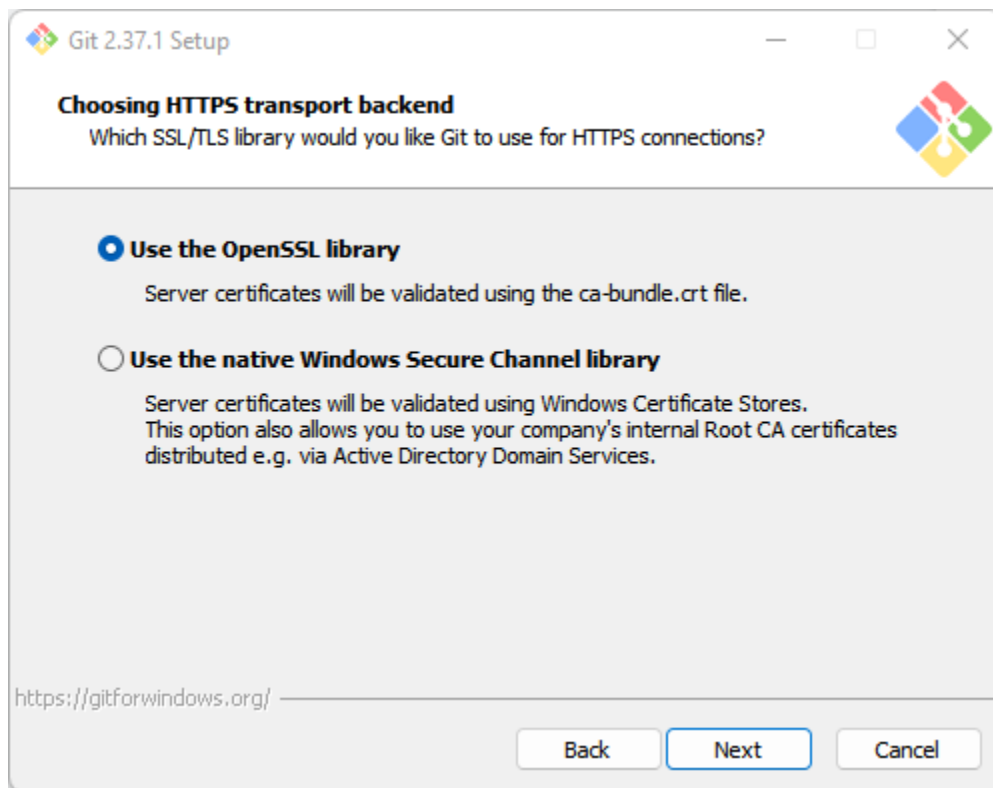 Git 2.37.1 Setup
Choosing HTTPS transport backend
Which SSL/TLS library would you like Git to use for HTTPS connections?
Use the OpenSSL library
Server certificates will be validated using the ca-bundle.crt file.
Use the native Windows Secure Channel library
Server certificates will be validated using Windows Certificate Stores.
This option also allows you to use your company's internal Root CA certificates
distributed e.g. via Active Directory Domain Services.
https://gitforwindows.org/
Back Next Cancel